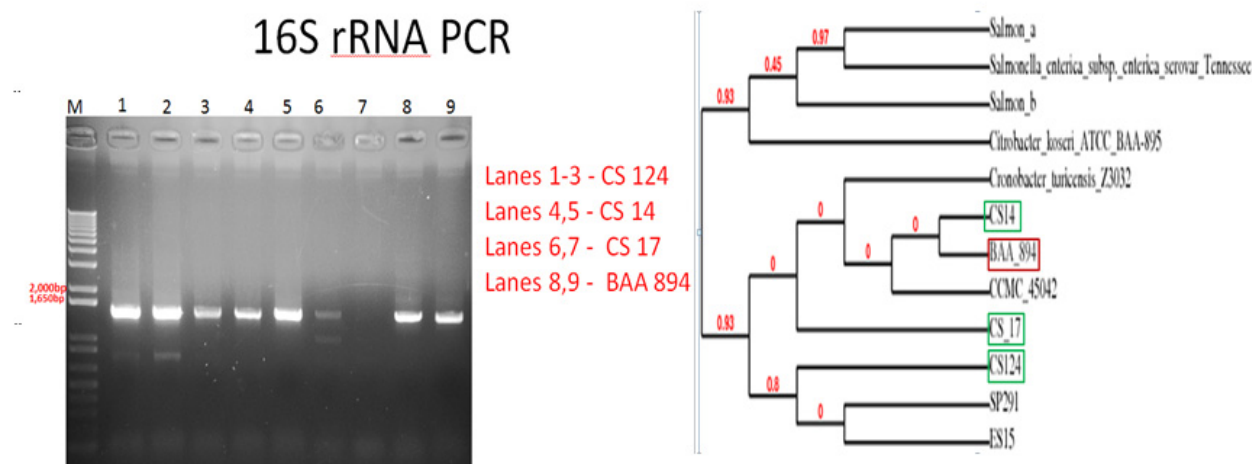 16S rRNA PCR
M 1 2 3 4 5 6 7 8 9
2,000bp
1,650bp
Lanes 1-3 - CS 124
Lanes 4,5 - CS 14
Lanes 6,7 - CS 17
Lanes 8,9 - BAA 894
0.97
Salmon_a
Salmonella_enterica_subsp._enterica_serovar_Tennessee
0.45
Salmon_b
0.93
Citrobacter_koseri_ATCC_BAA-895
Cronobacter_turicensis_Z3032
0
CS14
0
BAA_894
0
CCMC_45042
0
CS_17
0.93
CS124
0.8
SP291
0
ES15